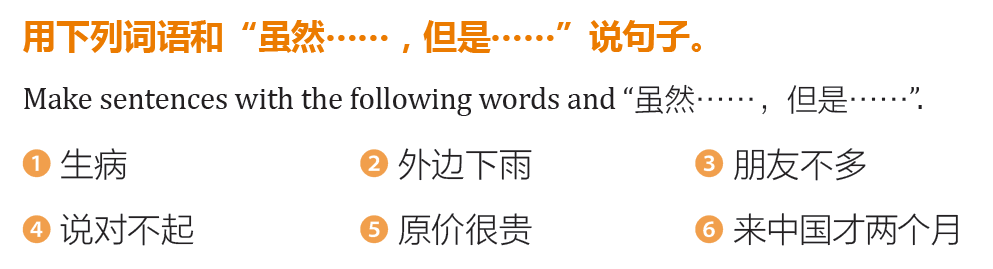 用下列词语和“虽然……，但是……”说句子。
Make sentences with the following words and “虽然……，但是……”.
1 生病 2 外边下雨 3 朋友不多
4 说对不起 5 原价很贵 6 来中国才两个月